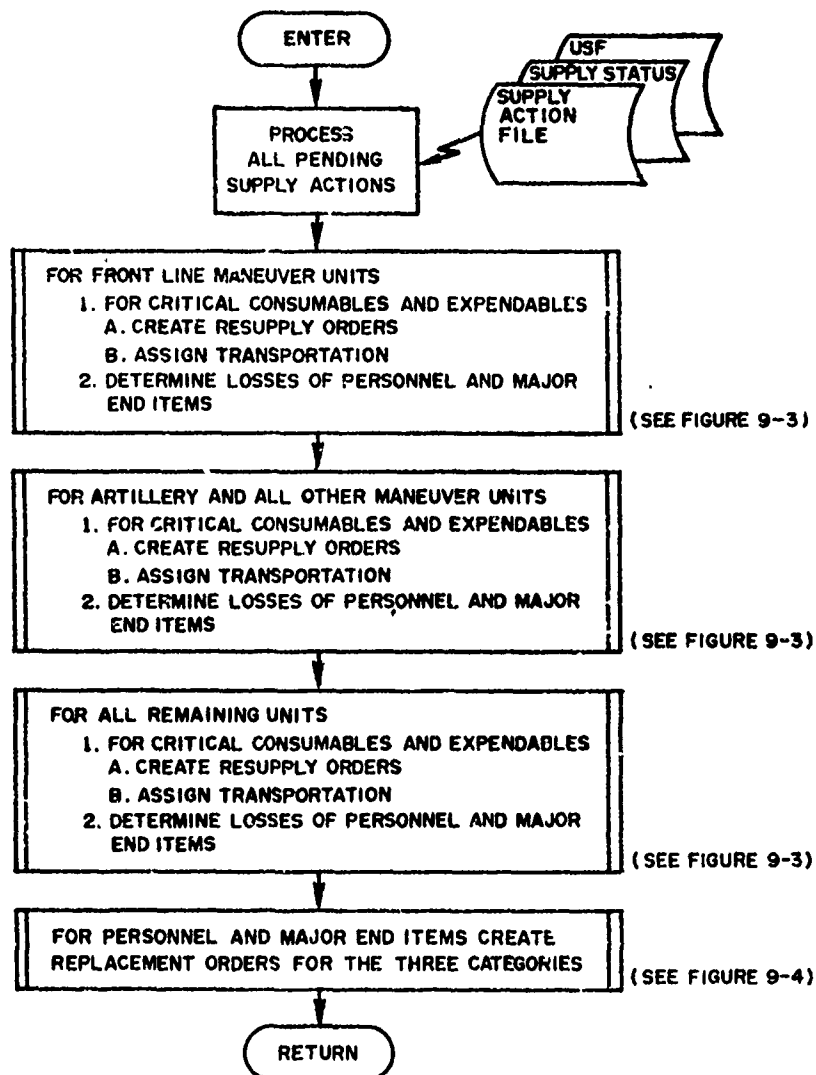 ENTER
USF
SUPPLY STATUS
SUPPLY
ACTION
FILE
PROCESS
ALL PENDING
SUPPLY ACTIONS
FOR FRONT LINE MANEUVER UNITS
1. FOR CRITICAL CONSUMABLES AND EXPENDABLES
A. CREATE RESUPPLY ORDERS
B. ASSIGN TRANSPORTATION
2. DETERMINE LOSSES OF PERSONNEL AND MAJOR
END ITEMS
(SEE FIGURE 9-3)
FOR ARTILLERY AND ALL OTHER MANEUVER UNITS
1. FOR CRITICAL CONSUMABLES AND EXPENDABLES
A. CREATE RESUPPLY ORDERS
B. ASSIGN TRANSPORTATION
2. DETERMINE LOSSES OF PERSONNEL AND MAJOR
END ITEMS
(SEE FIGURE 9-3)
FOR ALL REMAINING UNITS
1. FOR CRITICAL CONSUMABLES AND EXPENDABLES
A. CREATE RESUPPLY ORDERS
B. ASSIGN TRANSPORTATION
2. DETERMINE LOSSES OF PERSONNEL AND MAJOR
END ITEMS
(SEE FIGURE 9-3)
FOR PERSONNEL AND MAJOR END ITEMS CREATE
REPLACEMENT ORDERS FOR THE THREE CATEGORIES
(SEE FIGURE 9-4)
RETURN